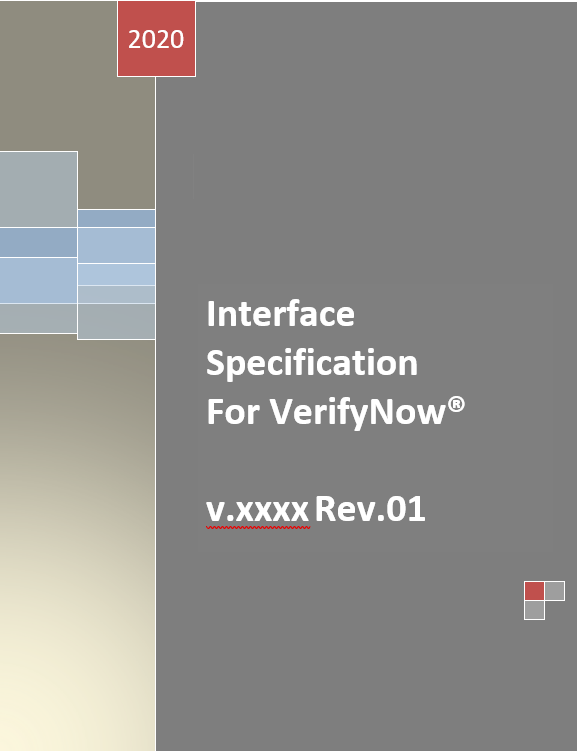 2020
Interface
Specification
For VerifyNow®
v.xxxx Rev.01